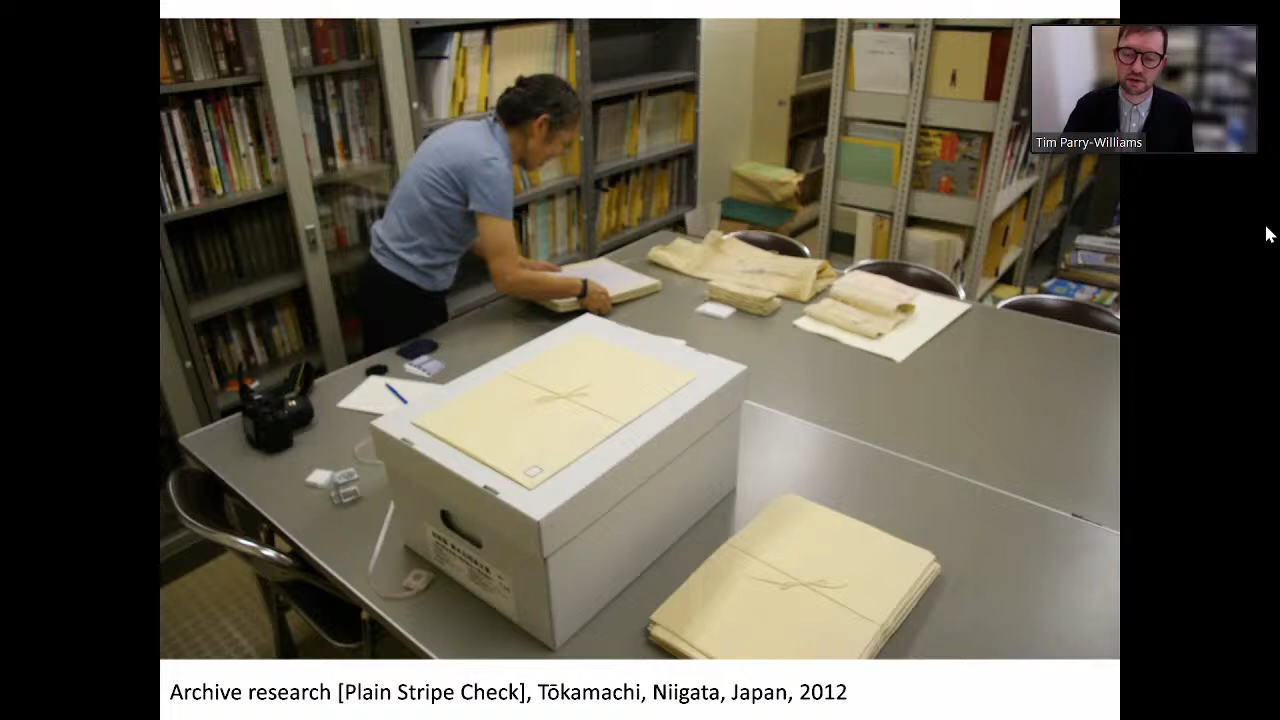 Tim Parry-Williams
Archive research [Plain Stripe Check], Tōkamachi, Niigata, Japan, 2012